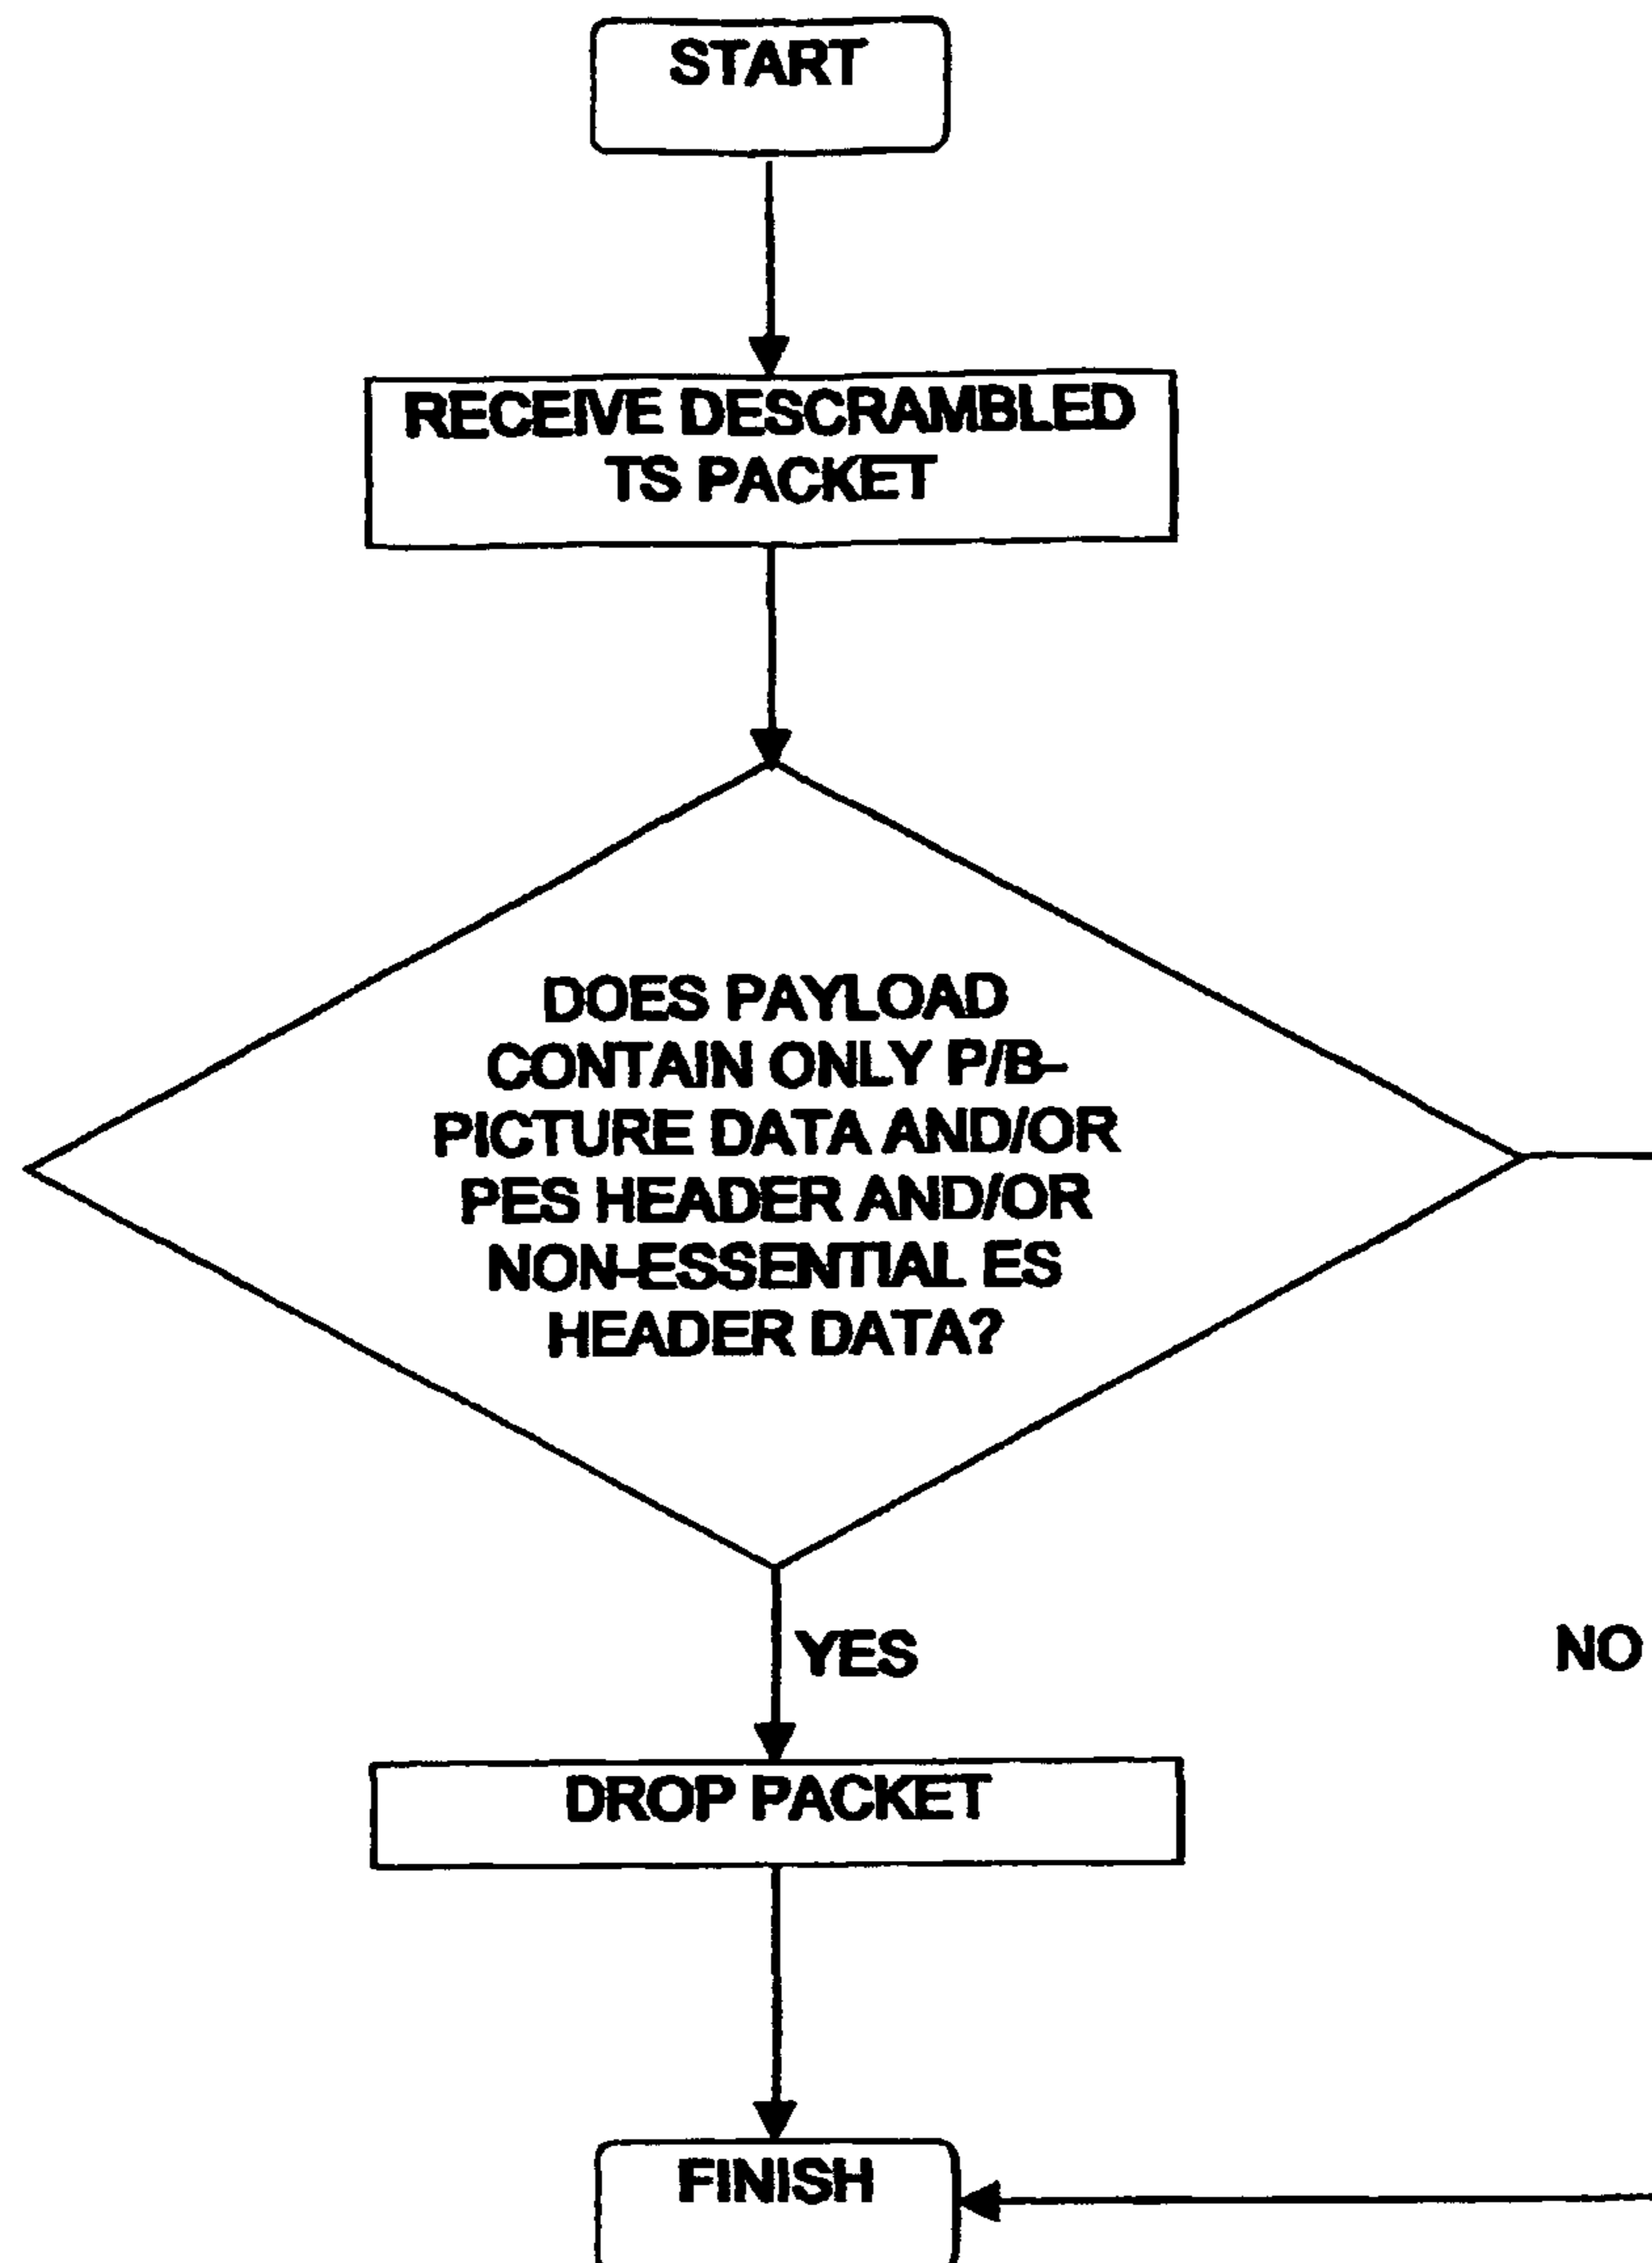 START
RECEIVE DESCRAMBLED
TS PACKET
DOES PAYLOAD
CONTAIN ONLY P/B-
PICTURE DATA AND/OR
PES HEADER AND/OR
NON-ESSENTIAL ES
HEADER DATA?
YES
NO
DROP PACKET
FINISH